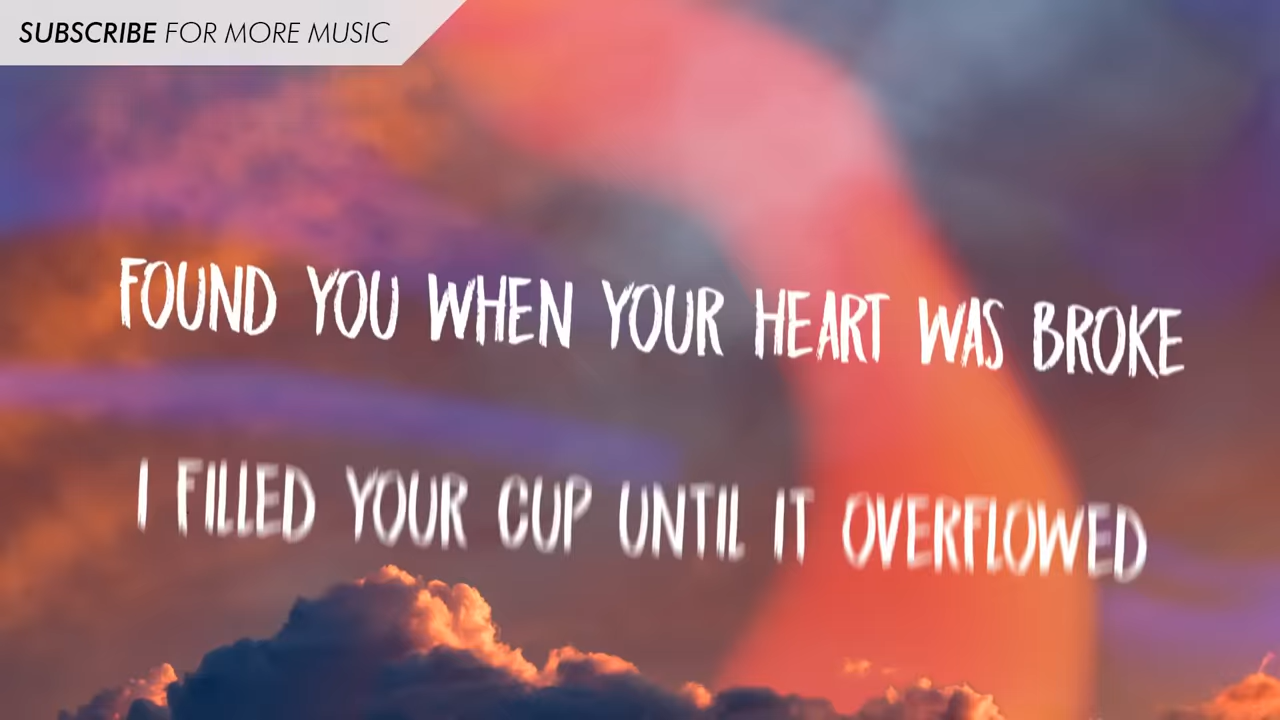 SUBSCRIBE FOR MORE MUSIC
FOUND YOU WHEN YOUR HEART WAS BROKE
I FILLED YOUR CUP UNTIL IT OVERFLOWED